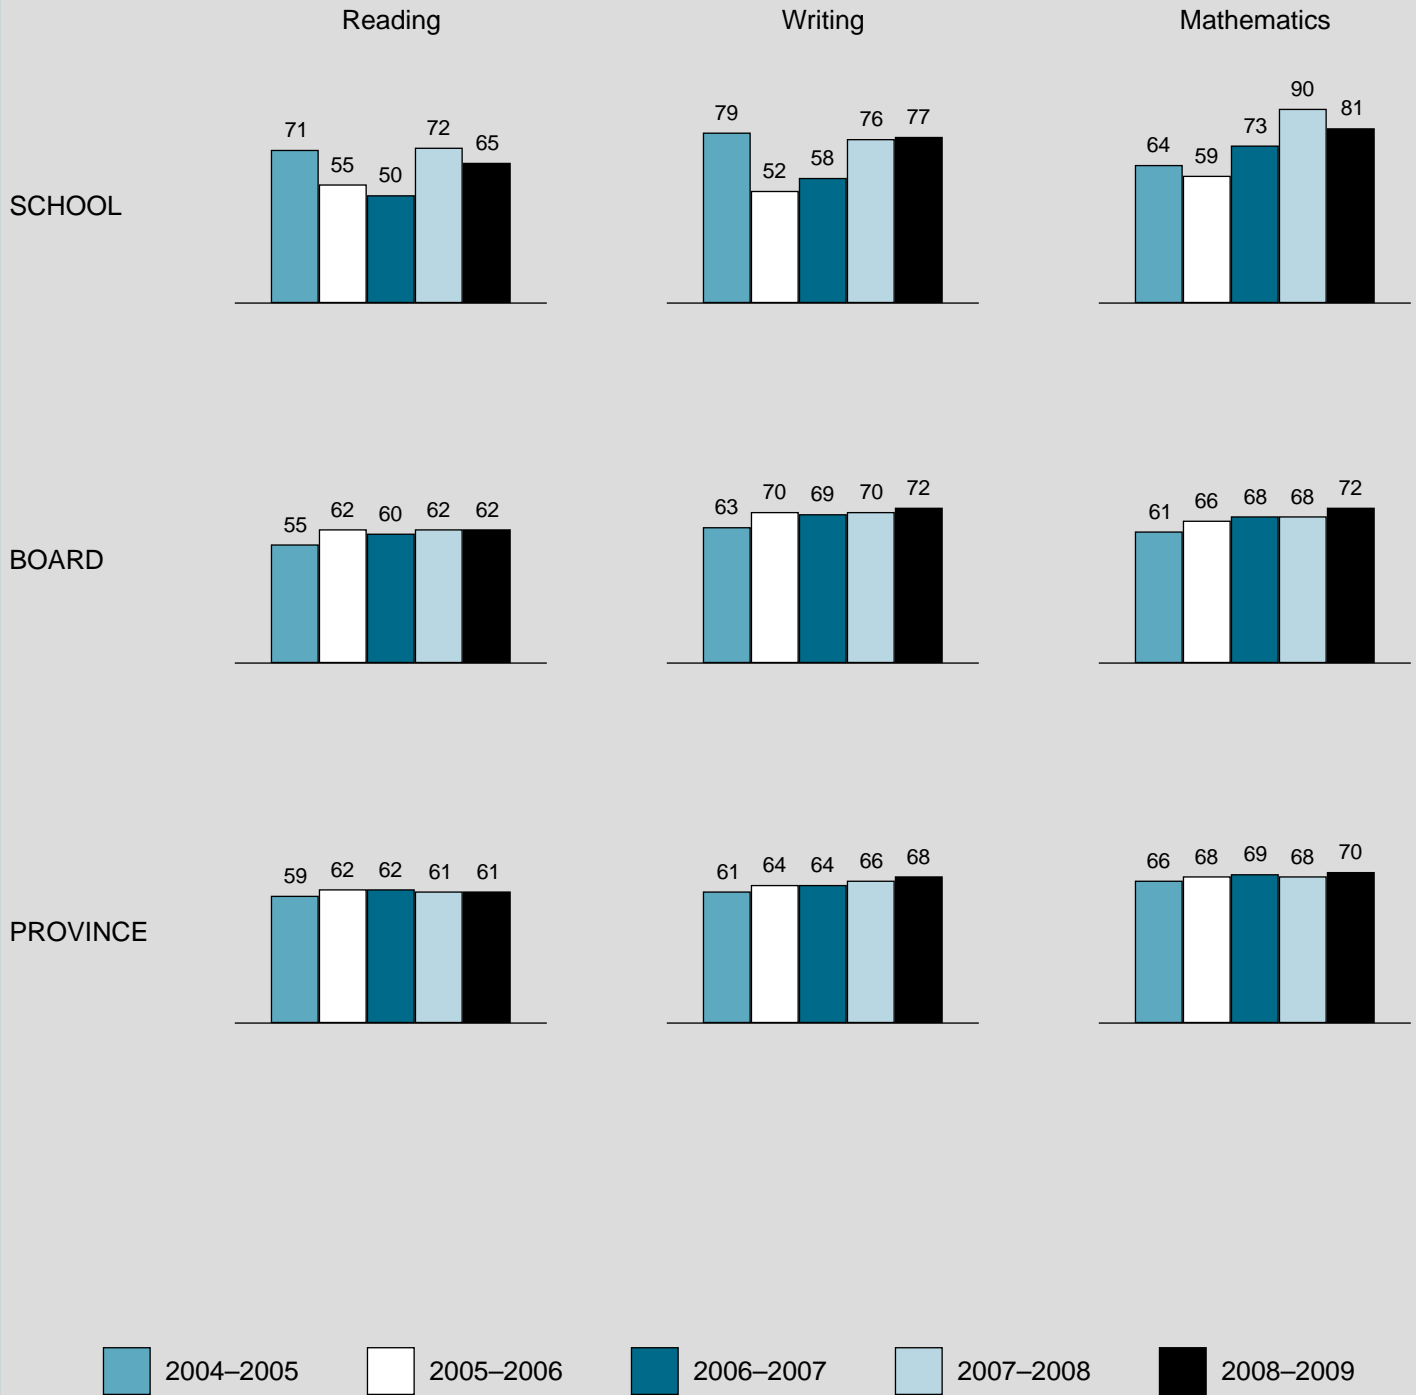 Reading Writing Mathematics
SCHOOL
71 55 50 72 65
79 52 58 76 77
64 59 73 90 81
BOARD
55 62 60 62 62
63 70 69 70 72
61 66 68 68 72
PROVINCE
59 62 62 61 61
61 64 64 66 68
66 68 69 68 70
2004–2005 2005–2006 2006–2007 2007–2008 2008–2009